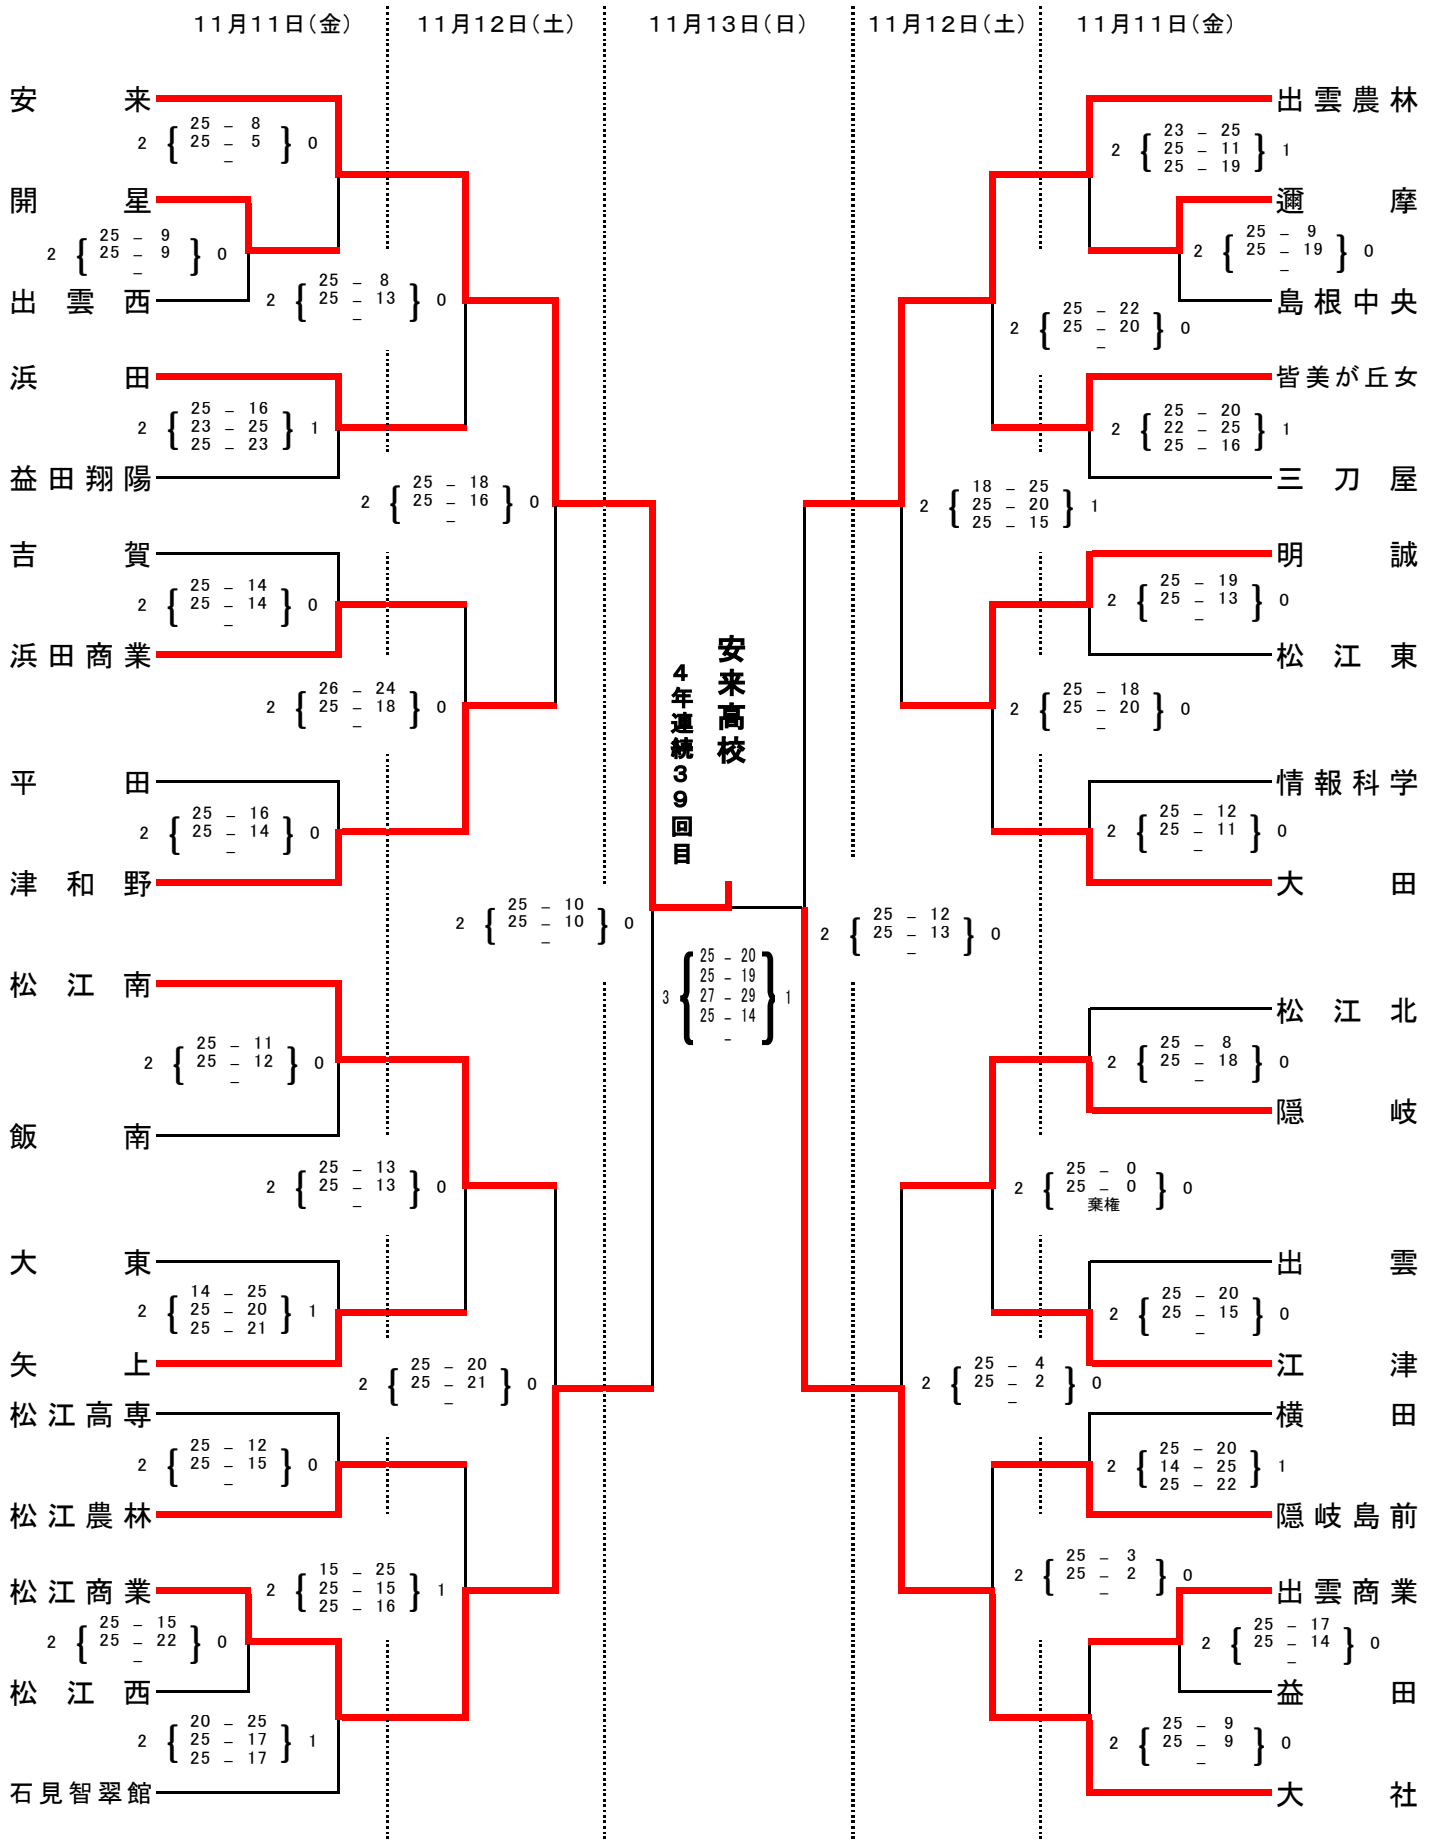 11月11日(金) 11月12日(土) 11月13日(日) 11月12日(土) 11月11日(金)
安来
2 { 25 - 8 } 0
25 - 5
-
開星
2 { 25 - 9 } 0
25 - 9
-
出雲西
2 { 25 - 8 } 0
25 - 13
-
浜田
2 { 25 - 16 } 1
23 - 25
25 - 23
益田翔陽
2 { 25 - 18 } 0
25 - 16
-
吉賀
2 { 25 - 14 } 0
25 - 14
-
浜田商業
2 { 26 - 24 } 0
25 - 18
-
平田
2 { 25 - 16 } 0
25 - 14
-
津和野
2 { 25 - 10 } 0
25 - 10
-
松江南
2 { 25 - 11 } 0
25 - 12
-
飯南
2 { 25 - 13 } 0
25 - 13
-
大東
2 { 14 - 25 } 1
25 - 20
25 - 21
矢上
2 { 25 - 20 } 0
25 - 21
-
松江高専
2 { 25 - 12 } 0
25 - 15
-
松江農林
2 { 15 - 25 } 1
25 - 15
25 - 16
松江商業
2 { 25 - 15 } 0
25 - 22
-
松江西
2 { 20 - 25 } 1
25 - 17
25 - 17
石見智翠館
安来高校
4年連続39回目
3 { 25 - 20 } 1
25 - 19
27 - 29
25 - 14
-
出雲農林
2 { 23 - 25 } 1
25 - 11
25 - 19
邇摩
2 { 25 - 9 } 0
25 - 19
-
島根中央
2 { 25 - 22 } 0
25 - 20
-
皆美が丘女
2 { 25 - 20 } 1
22 - 25
25 - 16
三刀屋
2 { 18 - 25 } 1
25 - 20
25 - 15
明誠
2 { 25 - 19 } 0
25 - 13
-
松江東
2 { 25 - 18 } 0
25 - 20
-
情報科学
2 { 25 - 12 } 0
25 - 11
-
大田
2 { 25 - 12 } 0
25 - 13
-
松江北
2 { 25 - 8 } 0
25 - 18
-
隠岐
2 { 25 - 0 } 0
25 - 0
棄権
出雲
2 { 25 - 20 } 0
25 - 15
-
江津
2 { 25 - 4 } 0
25 - 2
-
横田
2 { 25 - 20 } 1
14 - 25
25 - 22
隠岐島前
2 { 25 - 3 } 0
25 - 2
-
出雲商業
2 { 25 - 17 } 0
25 - 14
-
益田
2 { 25 - 9 } 0
25 - 9
-
大社